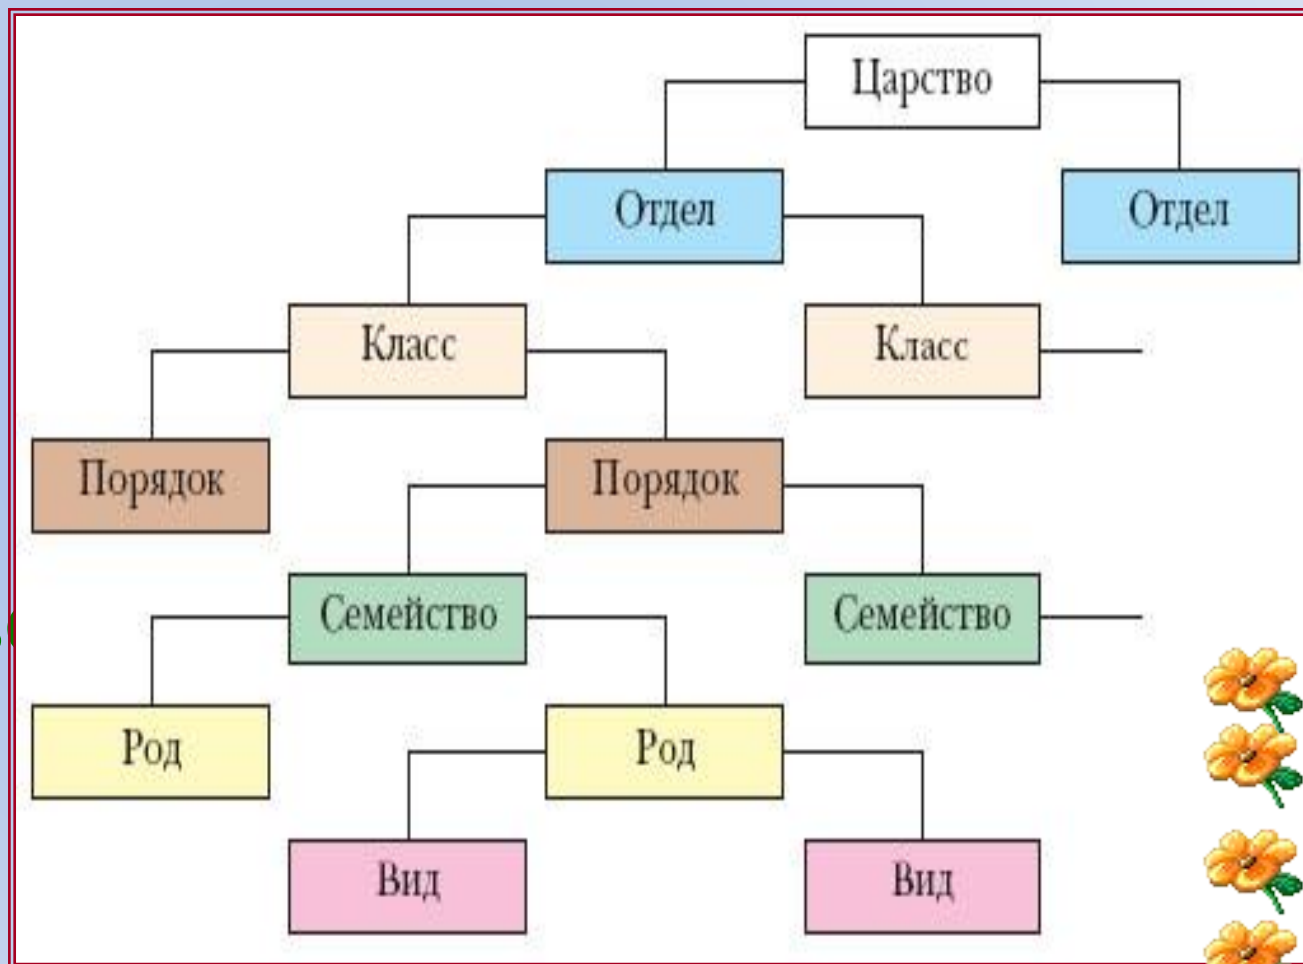 Царство
Отдел
Отдел
Класс
Класс
Порядок
Порядок
Семейство
Семейство
Род
Род
Вид
Вид